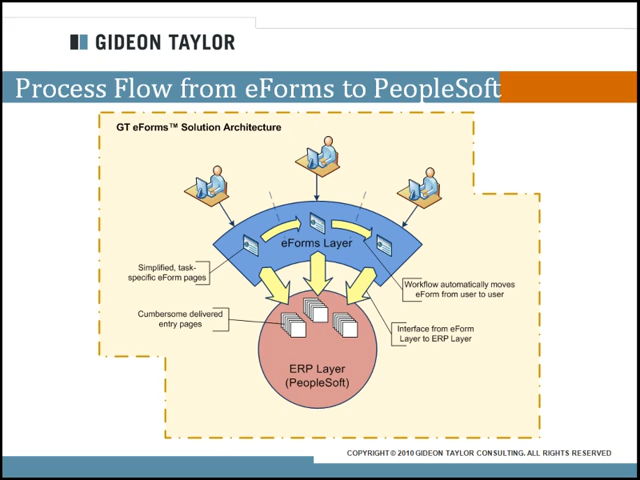 GIDEON TAYLOR
Process Flow from eForms to PeopleSoft
GT eForms™ Solution Architecture
eForms Layer
Simplified, task-
specific eForm pages
Workflow automatically moves
eForm from user to user
Cumbersome delivered
entry pages
Interface from eForm
Layer to ERP Layer
ERP Layer
(PeopleSoft)
COPYRIGHT © 2010 GIDEON TAYLOR CONSULTING. ALL RIGHTS RESERVED